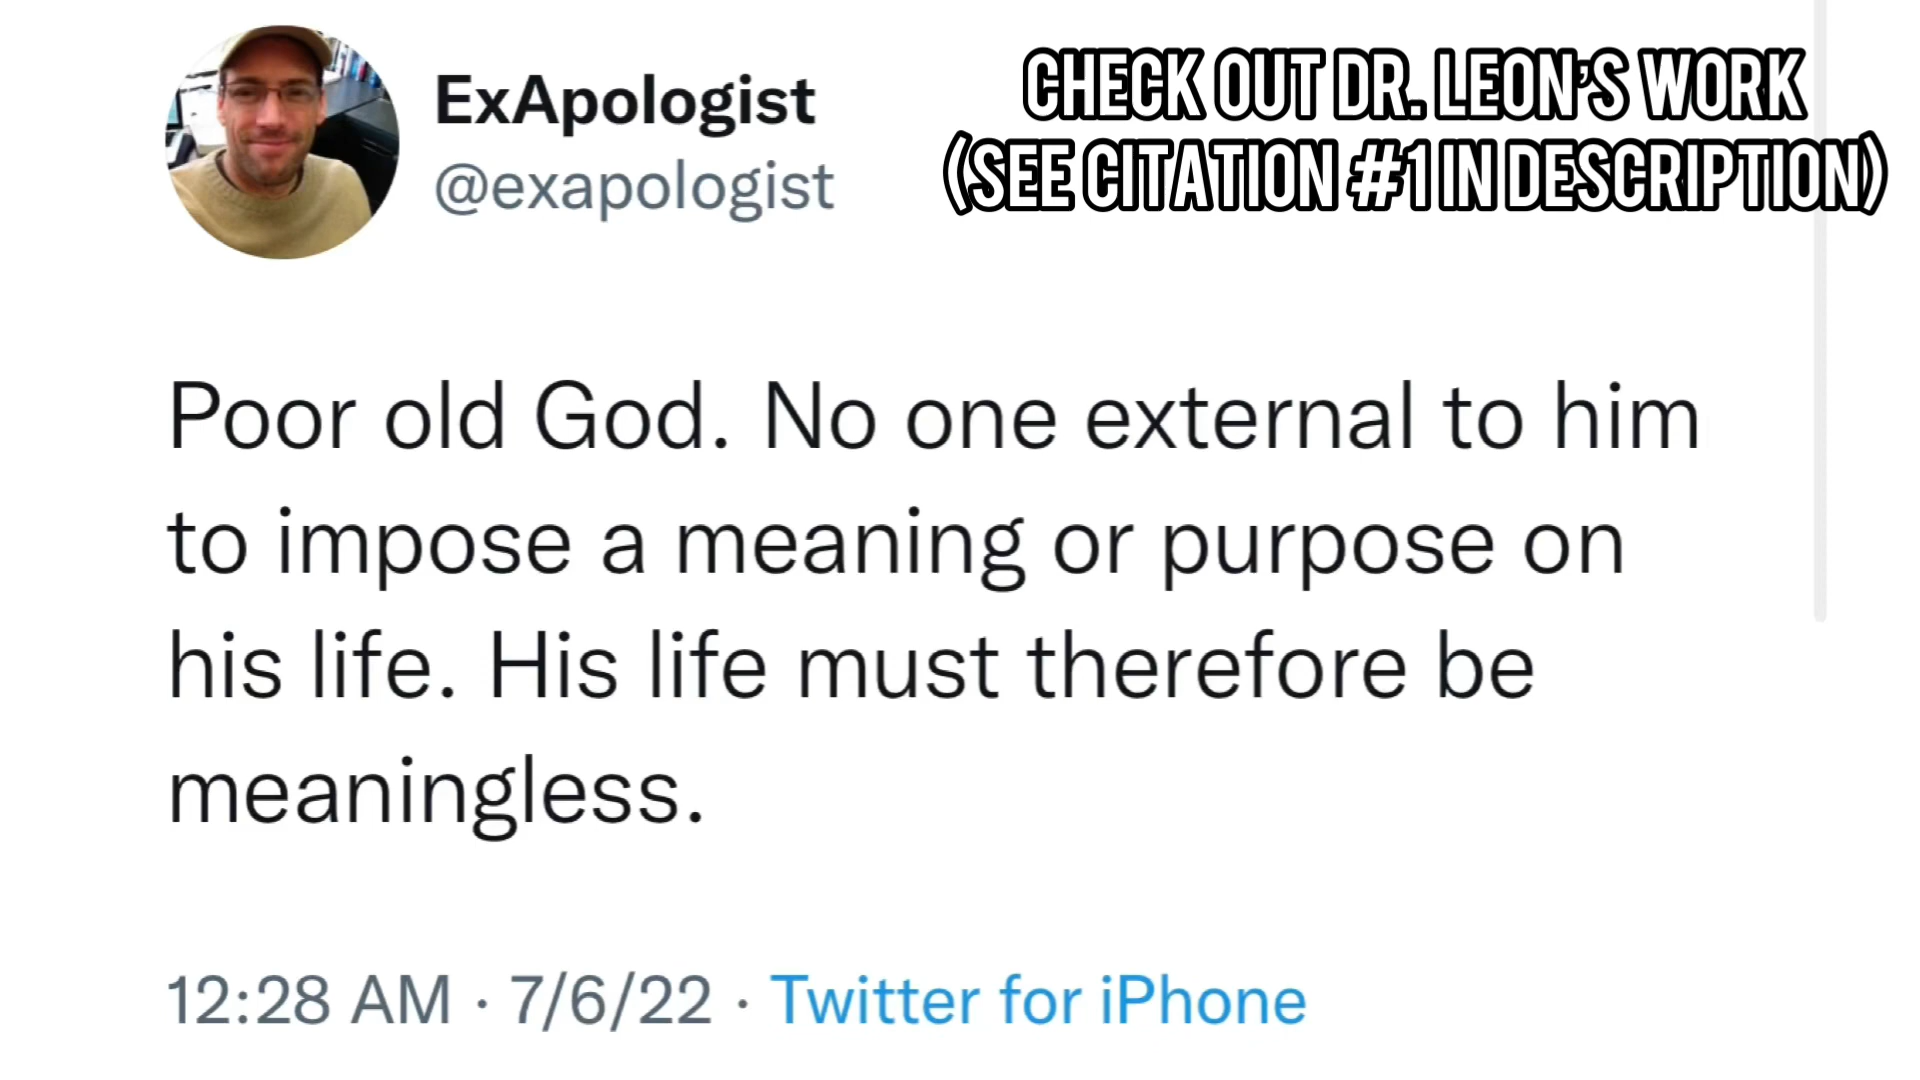 ExApologist
@exapologist
CHECK OUT DR. LEON'S WORK
(SEE CITATION #1 IN DESCRIPTION)
Poor old God. No one external to him
to impose a meaning or purpose on
his life. His life must therefore be
meaningless.
12:28 AM · 7/6/22 · Twitter for iPhone